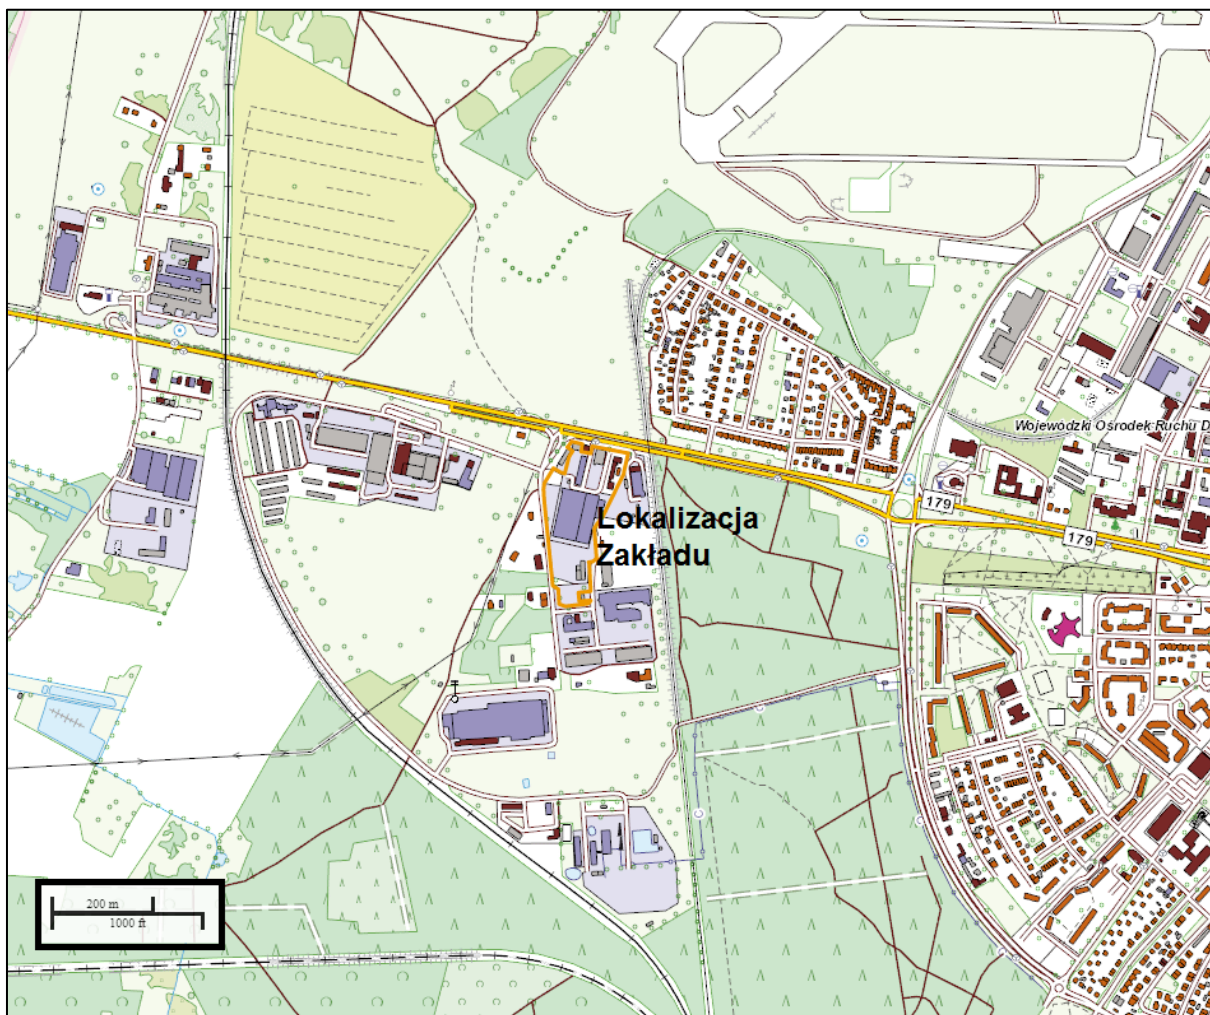 Wojewódzki Ośrodek Ruchu D
179
179
Lokalizacja
Zakładu
200 m
1000 ft